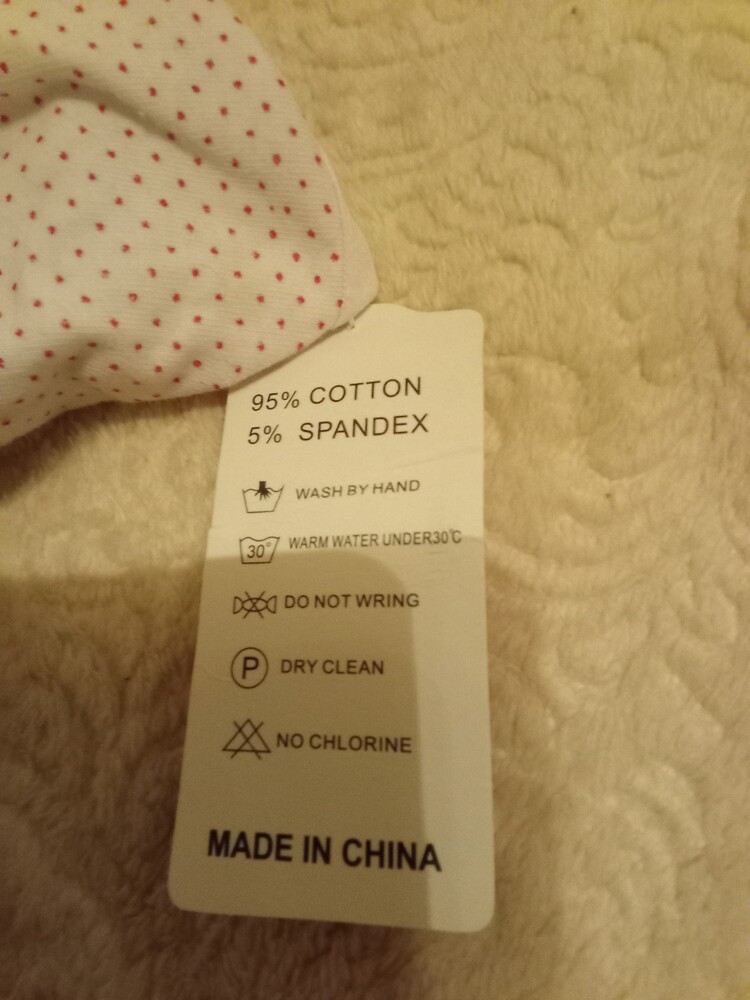 95% COTTON
5% SPANDEX
WASH BY HAND
30° WARM WATER UNDER30℃
DO NOT WRING
P DRY CLEAN
NO CHLORINE
MADE IN CHINA